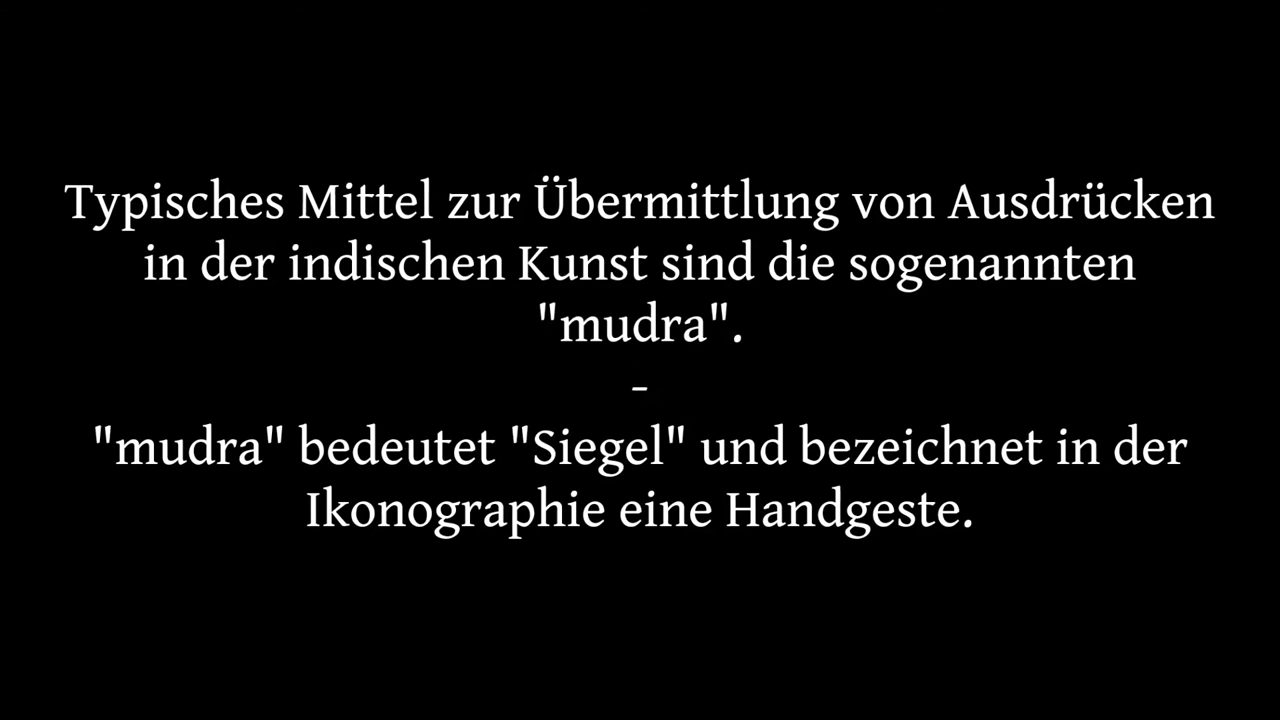 Typisches Mittel zur Übermittlung von Ausdrücken
in der indischen Kunst sind die sogenannten
"mudra".
-
"mudra" bedeutet "Siegel" und bezeichnet in der
Ikonographie eine Handgeste.